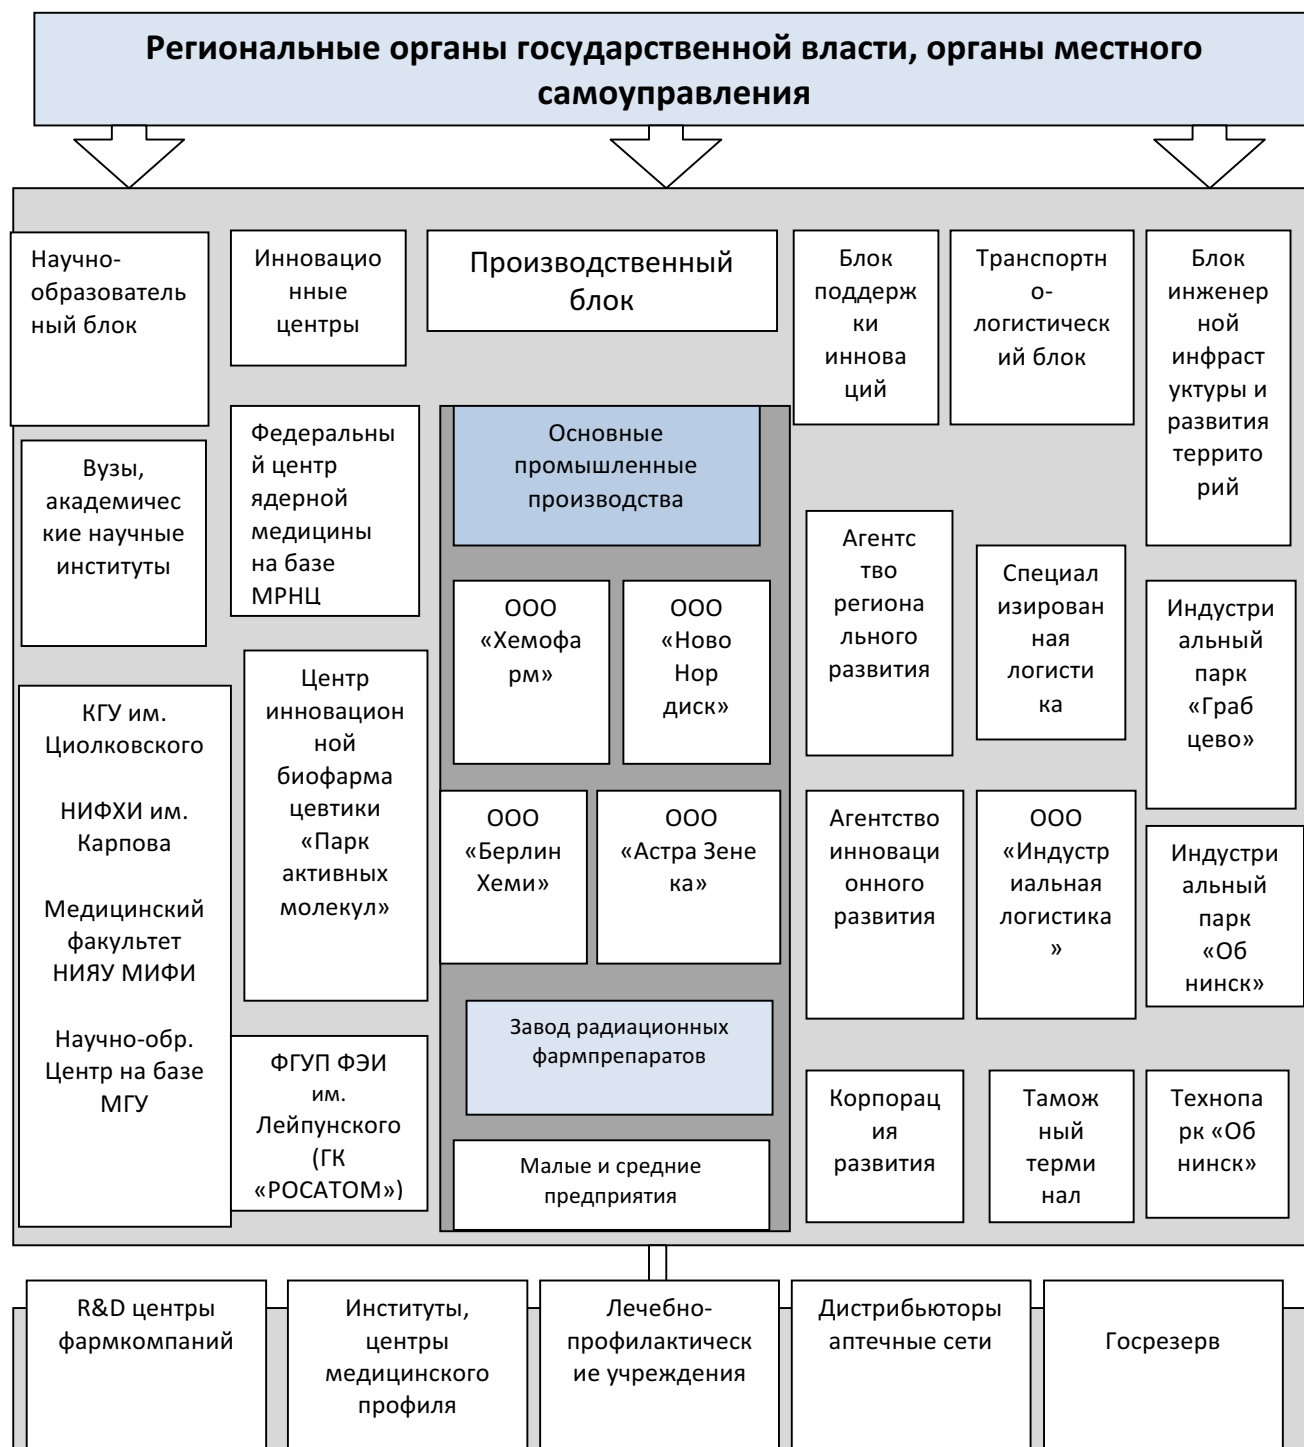 Региональные органы государственной власти, органы местного
самоуправления
Научно-
образователь
ный блок
Инновацио
нные
центры
Производственный
блок
Блок
поддерж
ки
иннова
ций
Транспортн
о-
логистическ
ий блок
Блок
инженер
ной
инфраст
уктуры и
развития
террито
рий
Вузы,
академичес
кие научные
институты
КГУ им.
Циолковского
НИФХИ им.
Карпова
Медицинский
факультет
НИЯУ МИФИ
Научно-обр.
Центр на базе
МГУ
Федеральны
й центр
ядерной
медицины
на базе
МРНЦ
Центр
инновацион
ной
биофарма
цевтики
«Парк
активных
молекул»
ФГУП ФЭИ
им.
Лейпунского
(ГК
«РОСАТОМ»)
Основные
промышленные
производства
ООО
«Хемофа
рм»
ООО
«Ново
Нор
диск»
ООО
«Берлин
Хеми»
ООО
«Астра Зене
ка»
Завод радиационных
фармпрепаратов
Малые и средние
предприятия
Агентс
тво
региона
льного
развития
Агентство
инноваци
онного
развития
Корпорац
ия
развития
Специал
изирован
ная
логисти
ка
ООО
«Индустр
иальная
логистика
»
Тамож
ный
терми
нал
Индустри
альный
парк
«Граб
цево»
Индустри
альный
парк
«Об
нинск»
Технопа
рк «Об
нинск»
R&D центры
фармкомпаний
Институты,
центры
медицинского
профиля
Лечебно-
профилактическ
ие учреждения
Дистрибьюторы
аптечные сети
Госрезерв